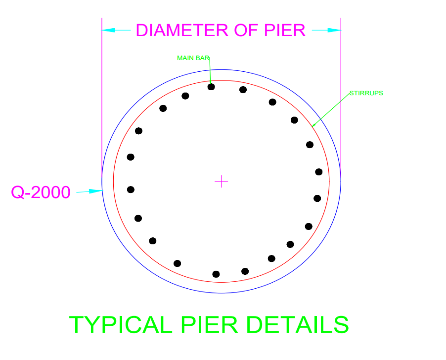 DIAMETER OF PIER
MAIN BAR
STIRRUPS
Q-2000
TYPICAL PIER DETAILS